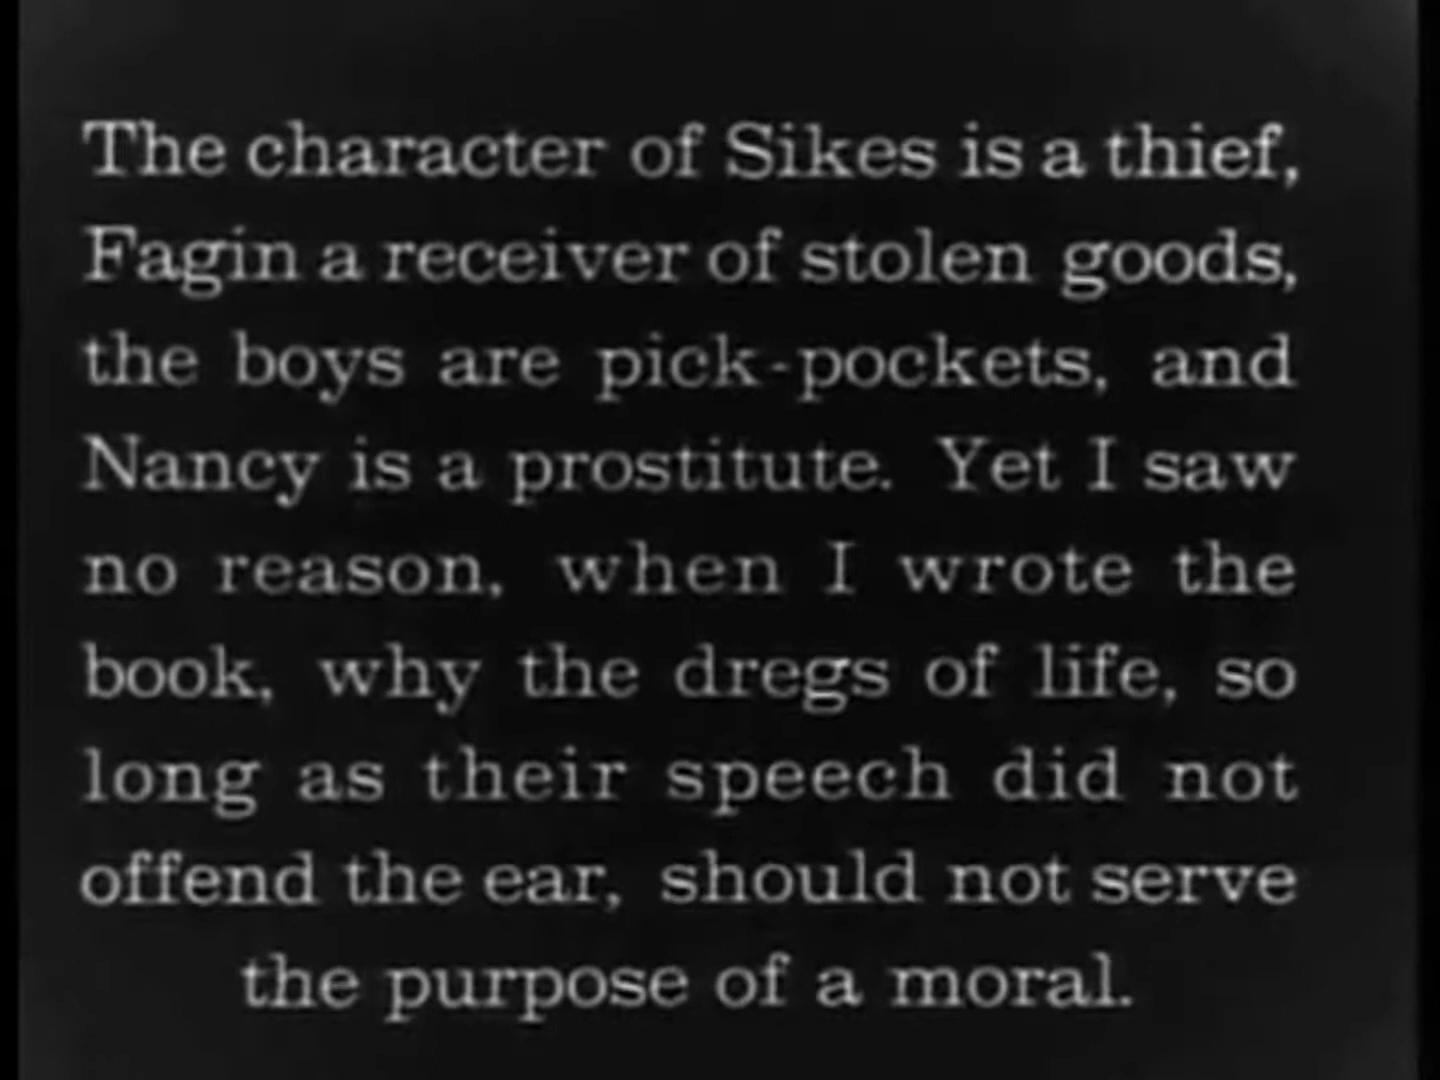 The character of Sikes is a thief,
Fagin a receiver of stolen goods,
the boys are pick-pockets, and
Nancy is a prostitute. Yet I saw
no reason, when I wrote the
book, why the dregs of life, so
long as their speech did not
offend the ear, should not serve
the purpose of a moral.